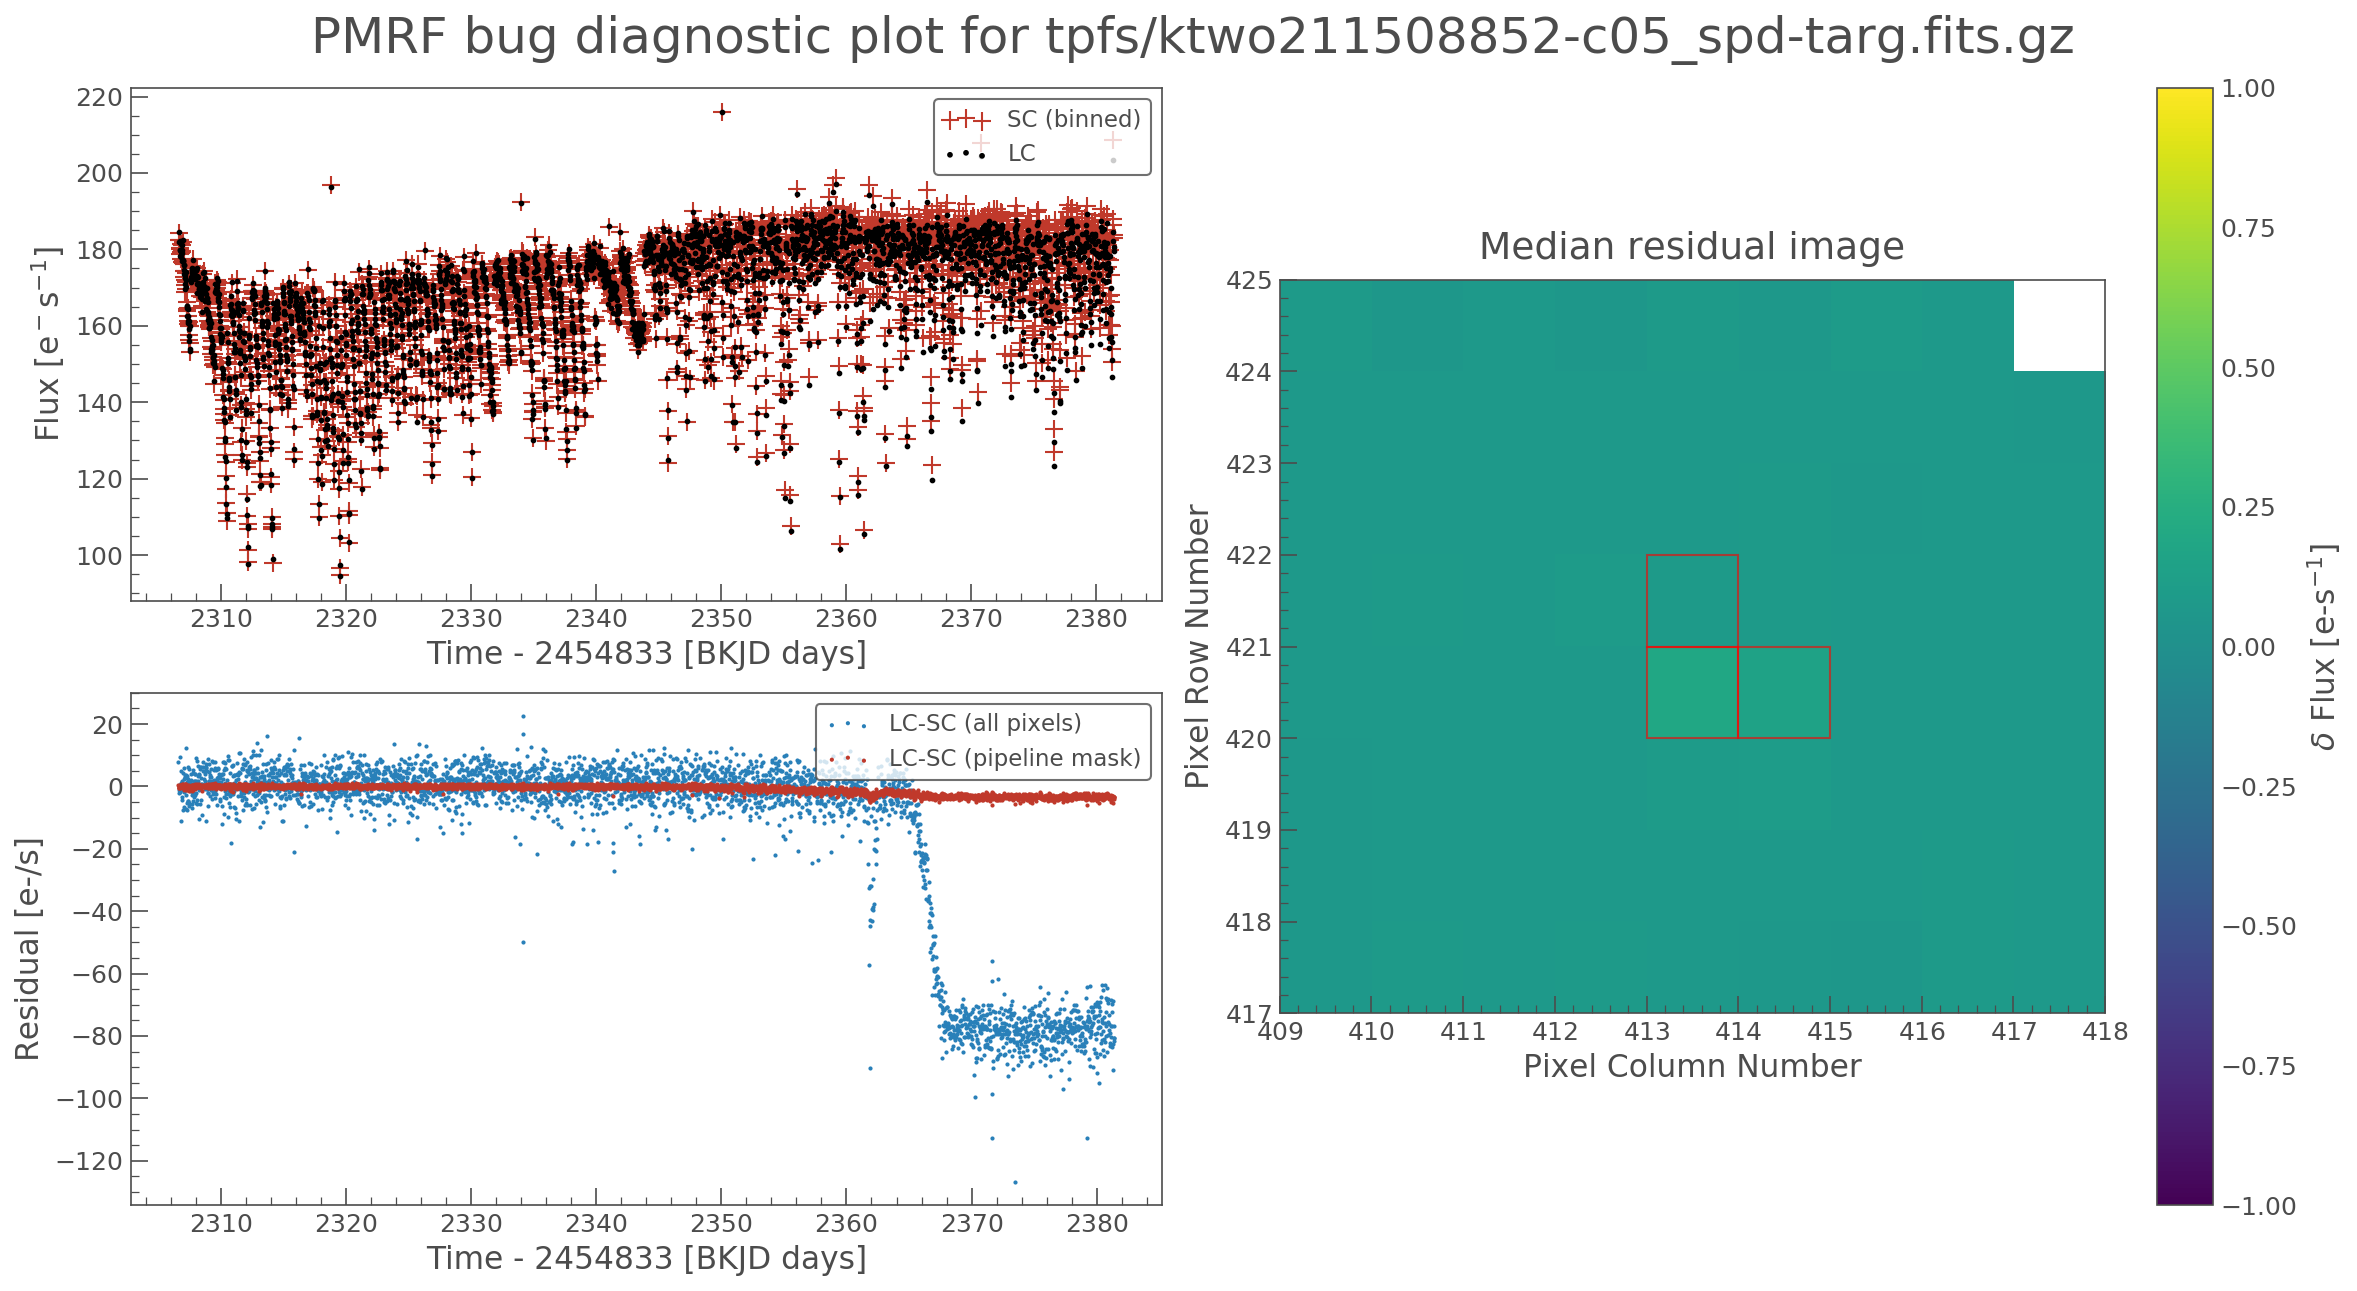 PMRF bug diagnostic plot for tpfs/ktwo211508852-c05_spd-targ.fits.gz
220
200
180
160
140
120
100
Flux [e⁻ s⁻¹]
SC (binned)
LC
2310 2320 2330 2340 2350 2360 2370 2380
Time - 2454833 [BKJD days]
20
0
−20
−40
−60
−80
−100
−120
Residual [e-/s]
LC-SC (all pixels)
LC-SC (pipeline mask)
2310 2320 2330 2340 2350 2360 2370 2380
Time - 2454833 [BKJD days]
Median residual image
425
424
423
422
421
420
419
418
417
Pixel Row Number
409 410 411 412 413 414 415 416 417 418
Pixel Column Number
1.00
0.75
0.50
0.25
0.00
−0.25
−0.50
−0.75
−1.00
δ Flux [e-s⁻¹]